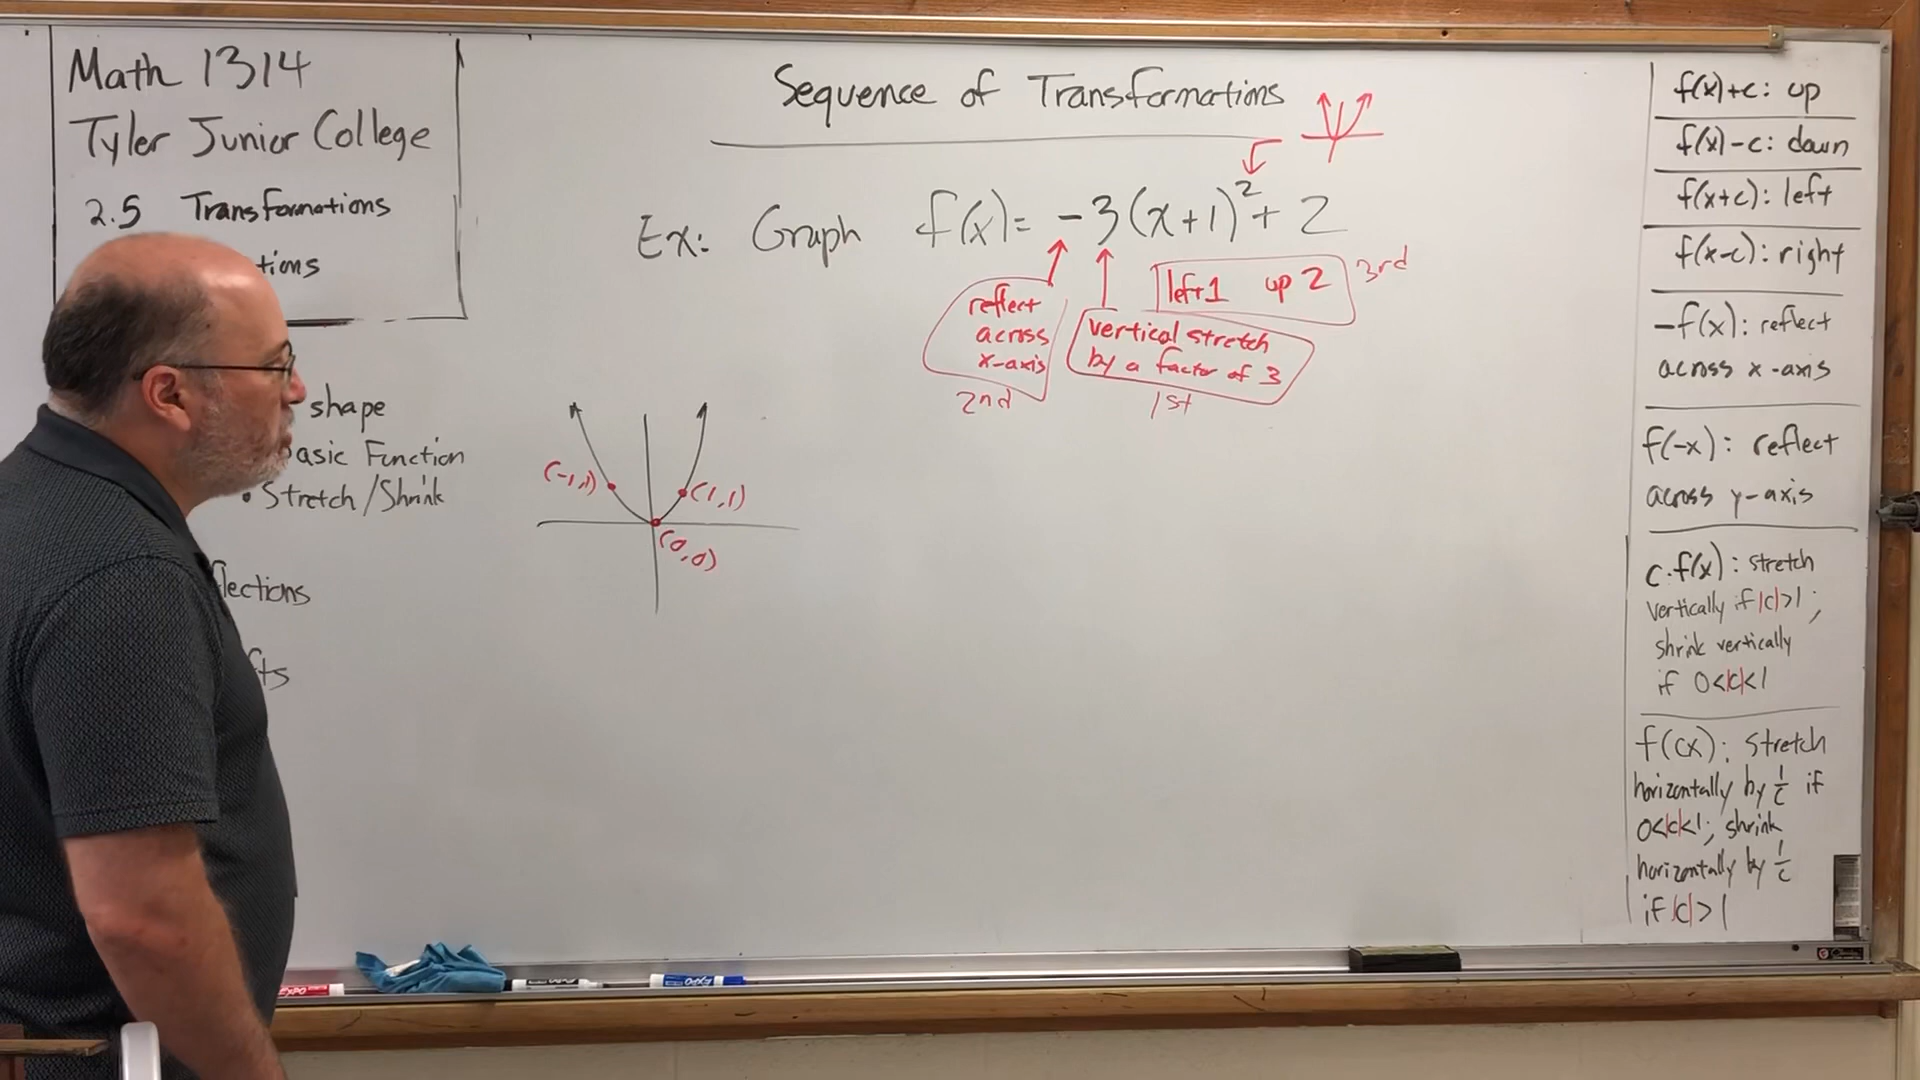 Math 1314
Tyler Junior College
2.5 Transformations
tions
shape
asic Function
• Stretch/Shrink
lections
fts
Sequence of Transformations
Ex: Graph f(x)= -3(x+1)²+2
reflect
across
x-axis
2nd
vertical stretch
by a factor of 3
1st
left 1 up 2
3rd
(-1,1)
(1,1)
(0,0)
f(x)+c: up
f(x)-c: down
f(x+c): left
f(x-c): right
-f(x): reflect
across x-axis
f(-x): reflect
across y-axis
c·f(x): stretch
vertically if |c|>1;
shrink vertically
if 0<|c|<1
f(cx): stretch
horizontally by 1/c if
0<|c|<1; shrink
horizontally by 1/c
if |c|>1
EXPO
EXPO